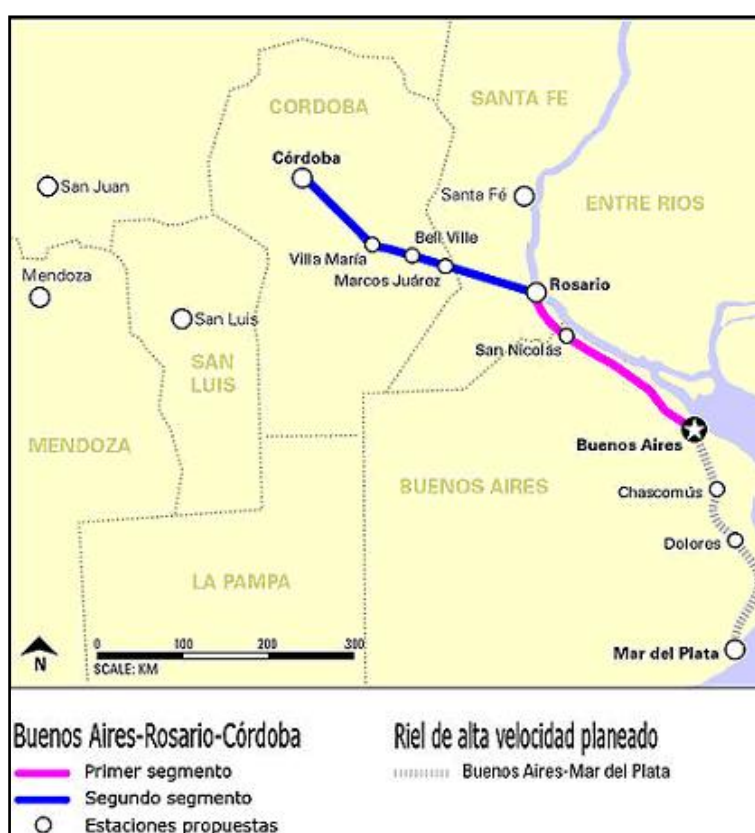 CORDOBA
SANTA FE
Córdoba
San Juan
Santa Fé
ENTRE RIOS
Bell Ville
Villa María
Mendoza
Marcos Juárez
Rosario
San Luis
San Nicolás
SAN
LUIS
MENDOZA
Buenos Aires
BUENOS AIRES
Chascomús
Dolores
LA PAMPA
Mar del Plata
N
0 100 200 300
SCALE: KM
Buenos Aires-Rosario-Córdoba
Primer segmento
Segundo segmento
Estaciones propuestas
Riel de alta velocidad planeado
Buenos Aires-Mar del Plata